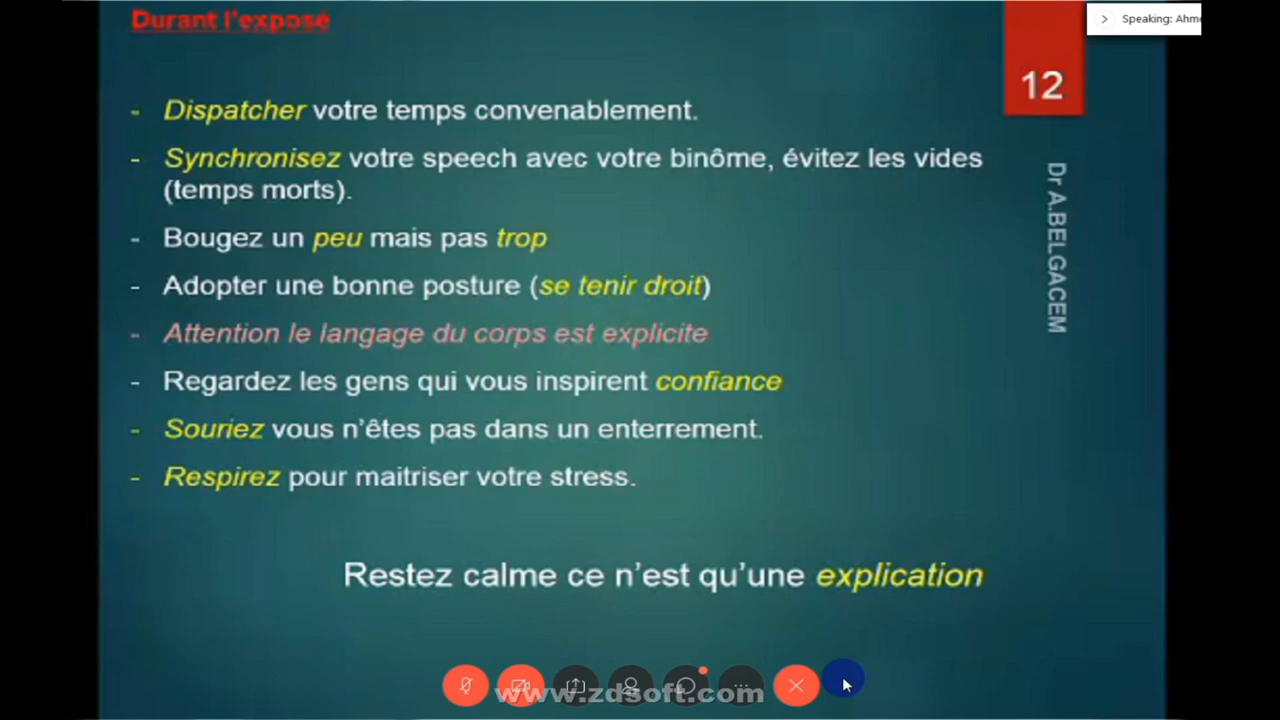 Durant l'exposé
Speaking: Ahme
12
- Dispatcher votre temps convenablement.
- Synchronisez votre speech avec votre binôme, évitez les vides
(temps morts).
- Bougez un peu mais pas trop
- Adopter une bonne posture (se tenir droit)
- Attention le langage du corps est explicite
- Regardez les gens qui vous inspirent confiance
- Souriez vous n'êtes pas dans un enterrement.
- Respirez pour maitriser votre stress.
Restez calme ce n'est qu'une explication
Dr A.BELGACEM
www.zdsoft.com